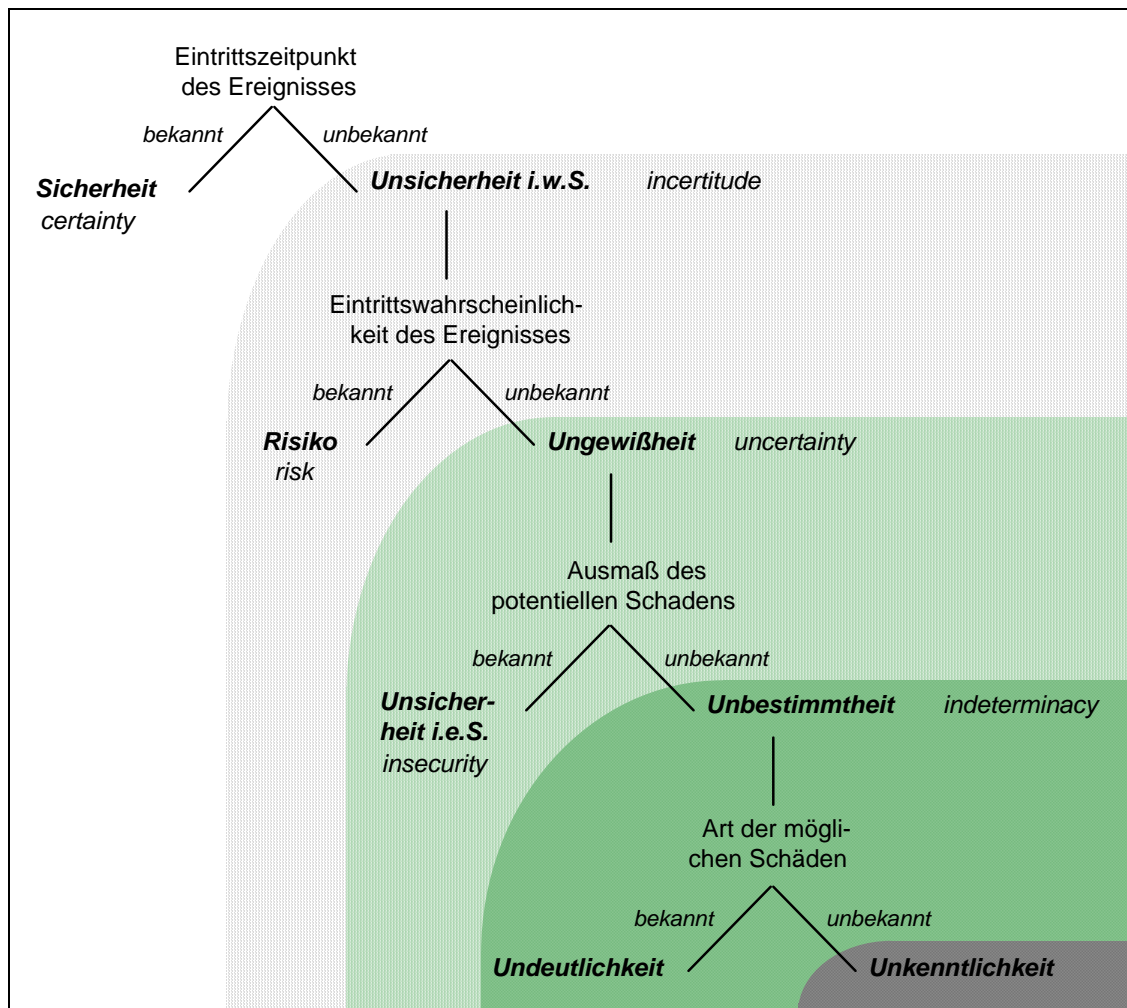 Eintrittszeitpunkt
des Ereignisses
bekannt
unbekannt
Sicherheit
certainty
Unsicherheit i.w.S.
incertitude
Eintrittswahrscheinlich-
keit des Ereignisses
bekannt
unbekannt
Risiko
risk
Ungewißheit
uncertainty
Ausmaß des
potentiellen Schadens
bekannt
unbekannt
Unsicher-
heit i.e.S.
insecurity
Unbestimmtheit
indeterminacy
Art der mögli-
chen Schäden
bekannt
unbekannt
Undeutlichkeit
Unkenntlichkeit